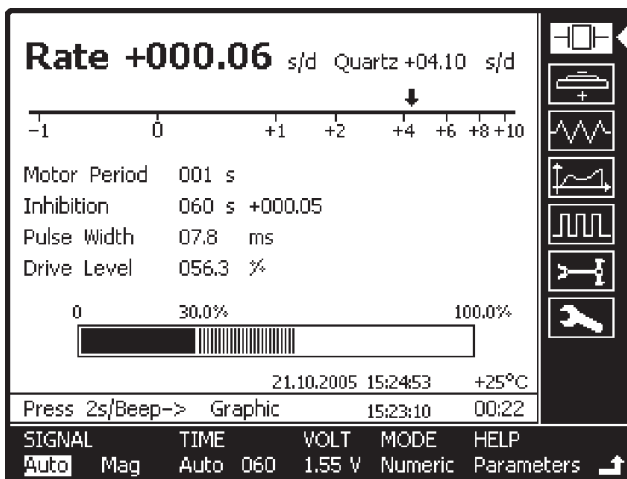 Rate +000.06 s/d Quartz +04.10 s/d
-1 0 +1 +2 +4 +6 +8 +10
Motor Period 001 s
Inhibition 060 s +000.05
Pulse Width 07.8 ms
Drive Level 056.3 %
0 30.0% 100.0%
21.10.2005 15:24:53 +25°C
Press 2s/Beep-> Graphic 15:23:10 00:22
SIGNAL TIME VOLT MODE HELP
Auto Mag Auto 060 1.55 V Numeric Parameters